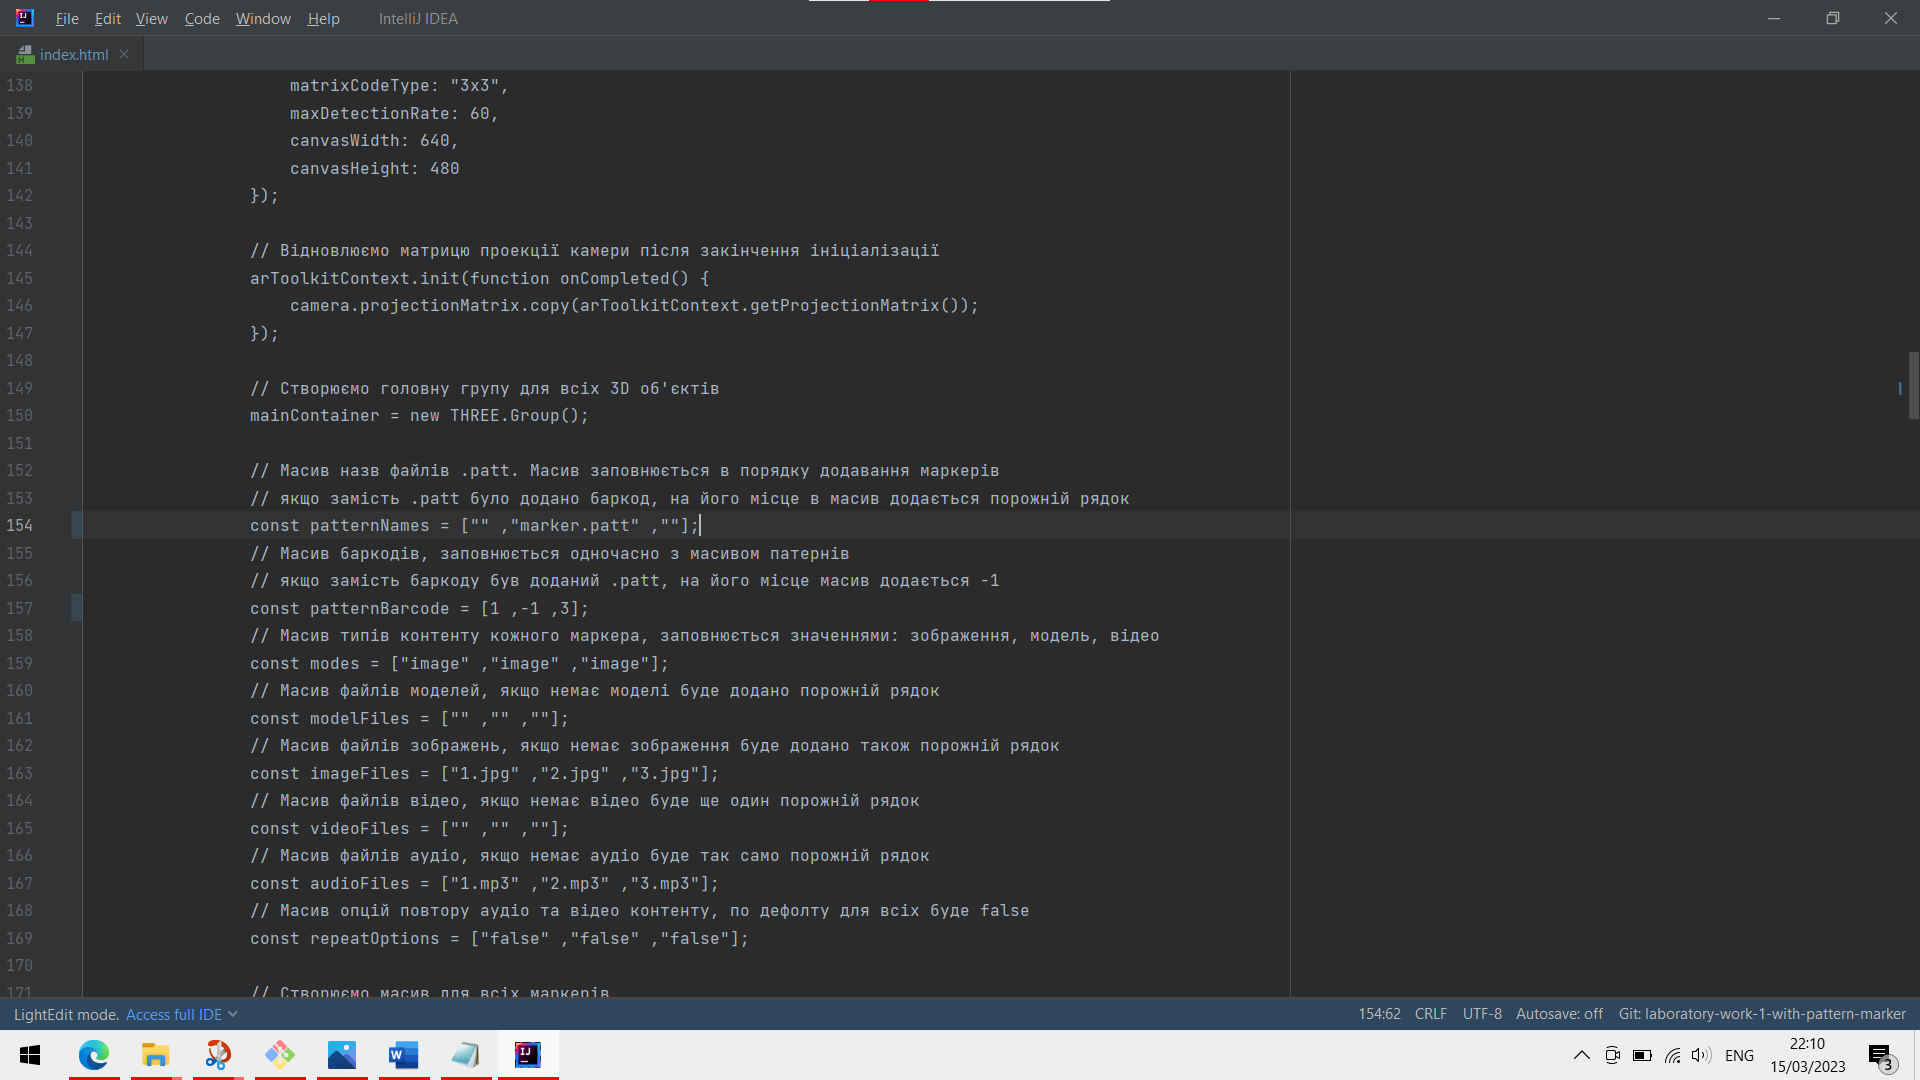 File Edit View Code Window Help IntelliJ IDEA
index.html
138 matrixCodeType: "3x3",
139 maxDetectionRate: 60,
140 canvasWidth: 640,
141 canvasHeight: 480
142 });
143
144 // Відновлюємо матрицю проекції камери після закінчення ініціалізації
145 arToolkitContext.init(function onCompleted() {
146 camera.projectionMatrix.copy(arToolkitContext.getProjectionMatrix());
147 });
148
149 // Створюємо головну групу для всіх 3D об'єктів
150 mainContainer = new THREE.Group();
151
152 // Масив назв файлів .patt. Масив заповнюється в порядку додавання маркерів
153 // якщо замість .patt було додано баркод, на його місце в масив додається порожній рядок
154 const patternNames = ["" ,"marker.patt" ,""];
155 // Масив баркодів, заповнюється одночасно з масивом патернів
156 // якщо замість баркоду був доданий .patt, на його місце масив додається -1
157 const patternBarcode = [1 ,-1 ,3];
158 // Масив типів контенту кожного маркера, заповнюється значеннями: зображення, модель, відео
159 const modes = ["image" ,"image" ,"image"];
160 // Масив файлів моделей, якщо немає моделі буде додано порожній рядок
161 const modelFiles = ["" ,"" ,""];
162 // Масив файлів зображень, якщо немає зображення буде додано також порожній рядок
163 const imageFiles = ["1.jpg" ,"2.jpg" ,"3.jpg"];
164 // Масив файлів відео, якщо немає відео буде ще один порожній рядок
165 const videoFiles = ["" ,"" ,""];
166 // Масив файлів аудіо, якщо немає аудіо буде так само порожній рядок
167 const audioFiles = ["1.mp3" ,"2.mp3" ,"3.mp3"];
168 // Масив опцій повтору аудіо та відео контенту, по дефолту для всіх буде false
169 const repeatOptions = ["false" ,"false" ,"false"];
170
171 // Створюємо масив для всіх маркерів
LightEdit mode. Access full IDE 154:62 CRLF UTF-8 Autosave: off Git: laboratory-work-1-with-pattern-marker
ENG 22:10
15/03/2023 3